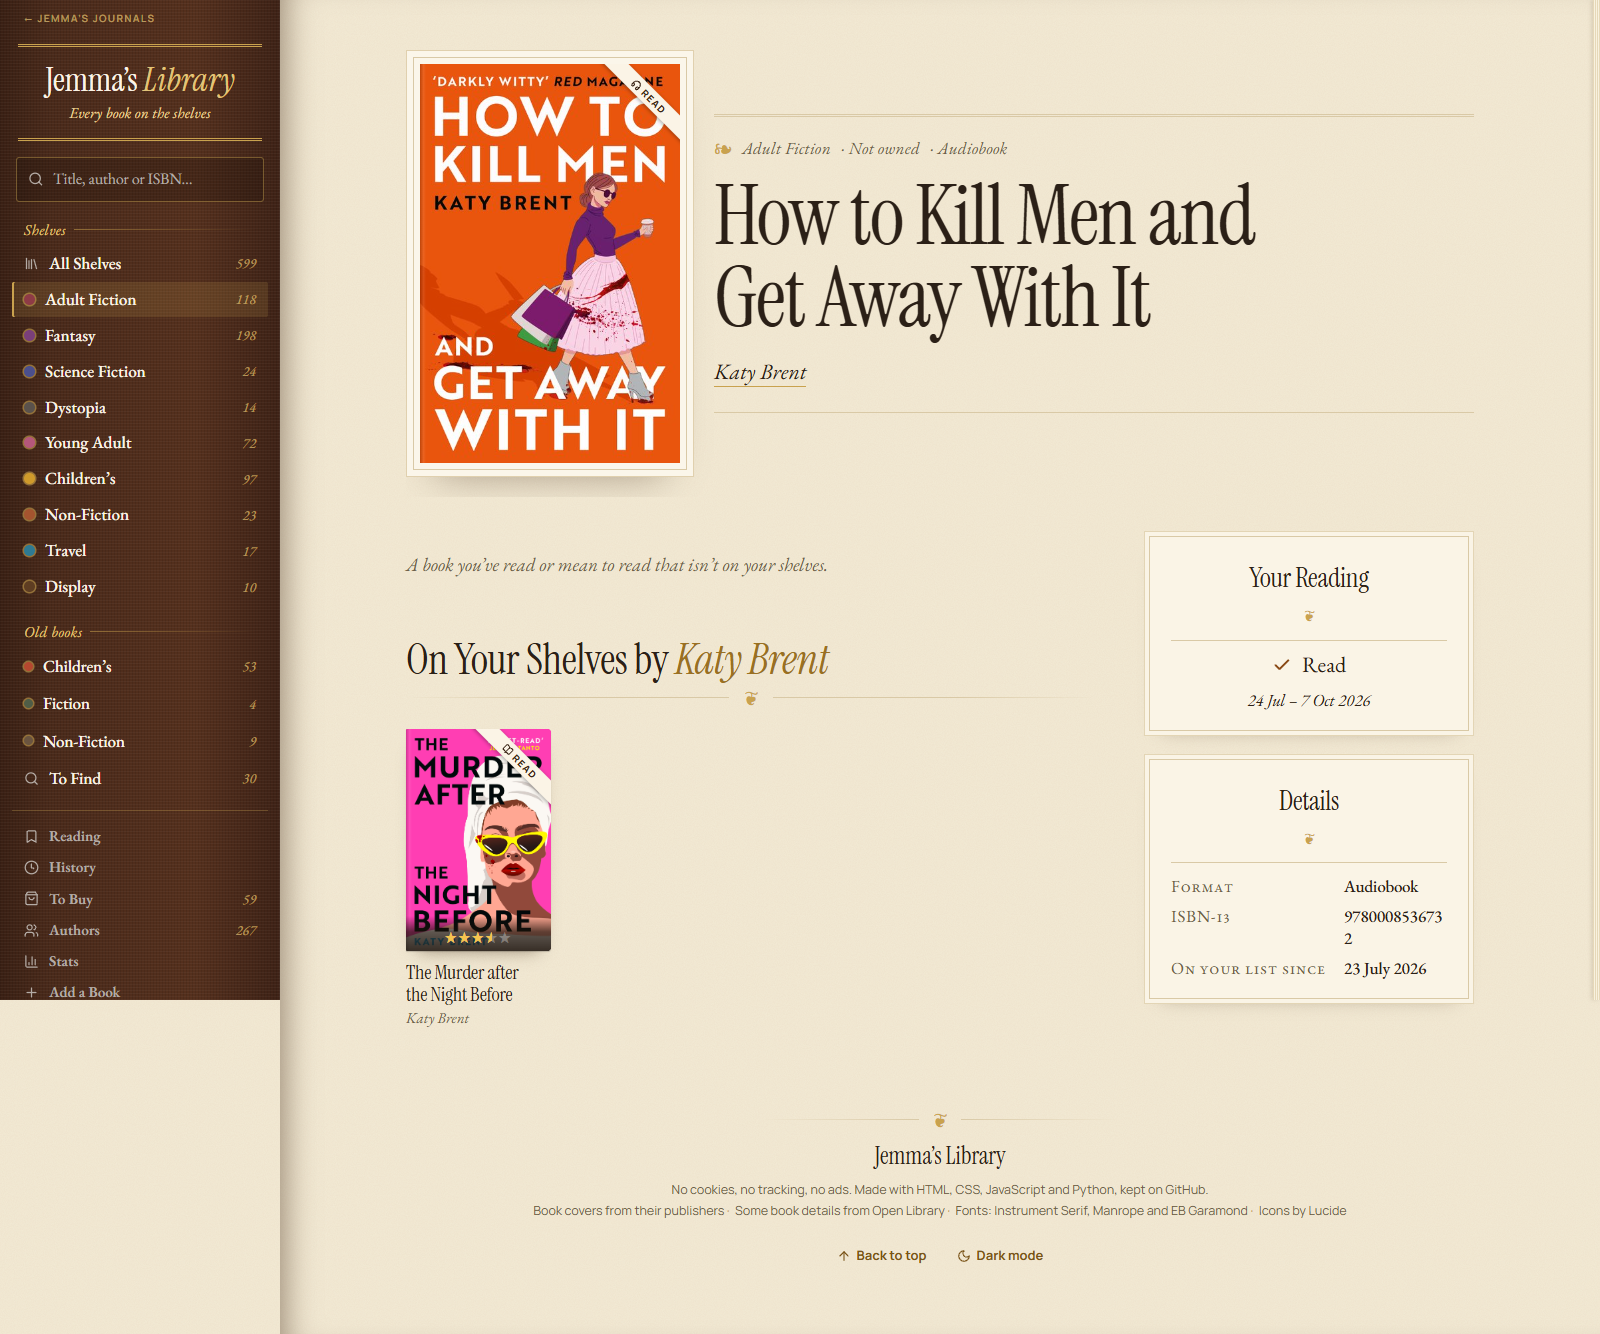 ← JEMMA'S JOURNALS
Jemma's Library
Every book on the shelves
Title, author or ISBN...
Shelves
All Shelves 599
Adult Fiction 118
Fantasy 198
Science Fiction 24
Dystopia 14
Young Adult 72
Children's 97
Non-Fiction 23
Travel 17
Display 10
Old books
Children's 53
Fiction 4
Non-Fiction 9
To Find 30
Reading
History
To Buy 59
Authors 267
Stats
Add a Book
'DARKLY WITTY' RED
READ
HOW TO
KILL MEN
KATY BRENT
AND
GET AWAY
WITH IT
Adult Fiction · Not owned · Audiobook
How to Kill Men and
Get Away With It
Katy Brent
A book you've read or mean to read that isn't on your shelves.
On Your Shelves by Katy Brent
THE
MURDER
AFTER
READ
THE
NIGHT
BEFORE
The Murder after
the Night Before
Katy Brent
Your Reading
Read
24 Jul – 7 Oct 2026
Details
Format Audiobook
ISBN-13 978000853673
2
On your list since 23 July 2026
Jemma's Library
No cookies, no tracking, no ads. Made with HTML, CSS, JavaScript and Python, kept on GitHub.
Book covers from their publishers · Some book details from Open Library · Fonts: Instrument Serif, Manrope and EB Garamond · Icons by Lucide
Back to top
Dark mode